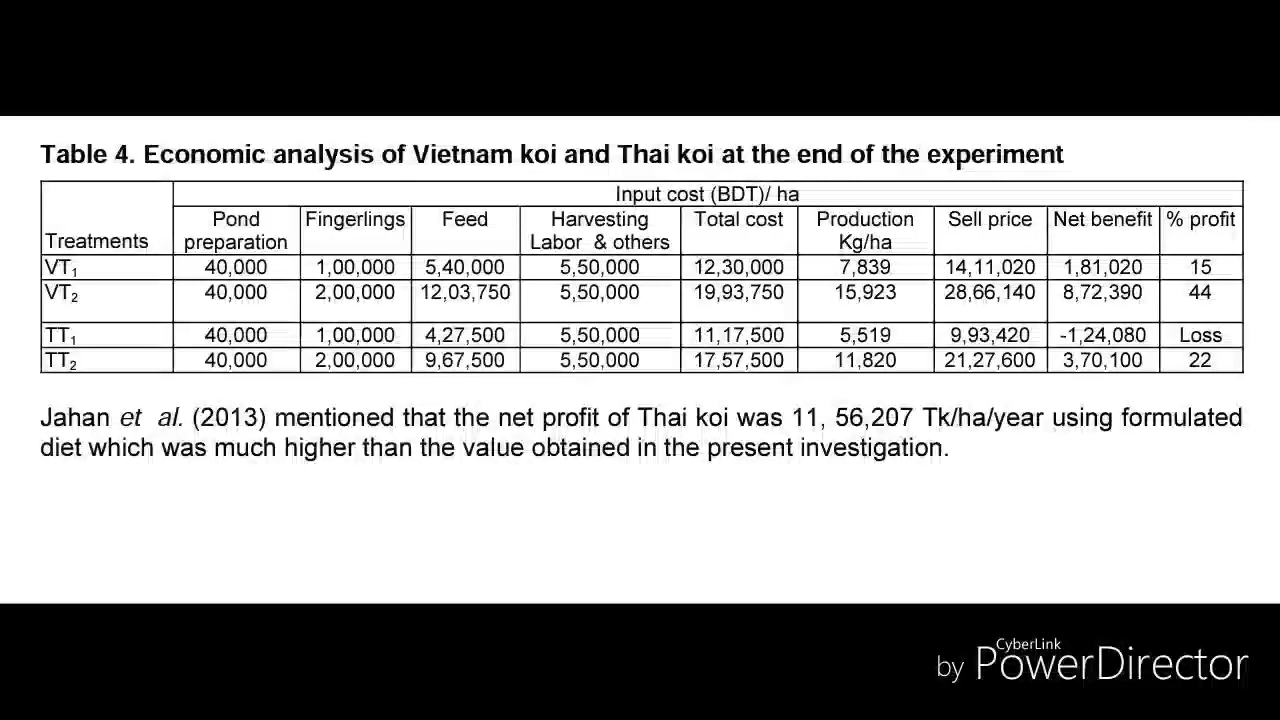 Table 4. Economic analysis of Vietnam koi and Thai koi at the end of the experiment
Input cost (BDT)/ ha
Treatments Pond preparation Fingerlings Feed Harvesting Labor & others Total cost Production Kg/ha Sell price Net benefit % profit
VT₁ 40,000 1,00,000 5,40,000 5,50,000 12,30,000 7,839 14,11,020 1,81,020 15
VT₂ 40,000 2,00,000 12,03,750 5,50,000 19,93,750 15,923 28,66,140 8,72,390 44
TT₁ 40,000 1,00,000 4,27,500 5,50,000 11,17,500 5,519 9,93,420 -1,24,080 Loss
TT₂ 40,000 2,00,000 9,67,500 5,50,000 17,57,500 11,820 21,27,600 3,70,100 22
Jahan et al. (2013) mentioned that the net profit of Thai koi was 11, 56,207 Tk/ha/year using formulated
diet which was much higher than the value obtained in the present investigation.
CyberLink
by PowerDirector